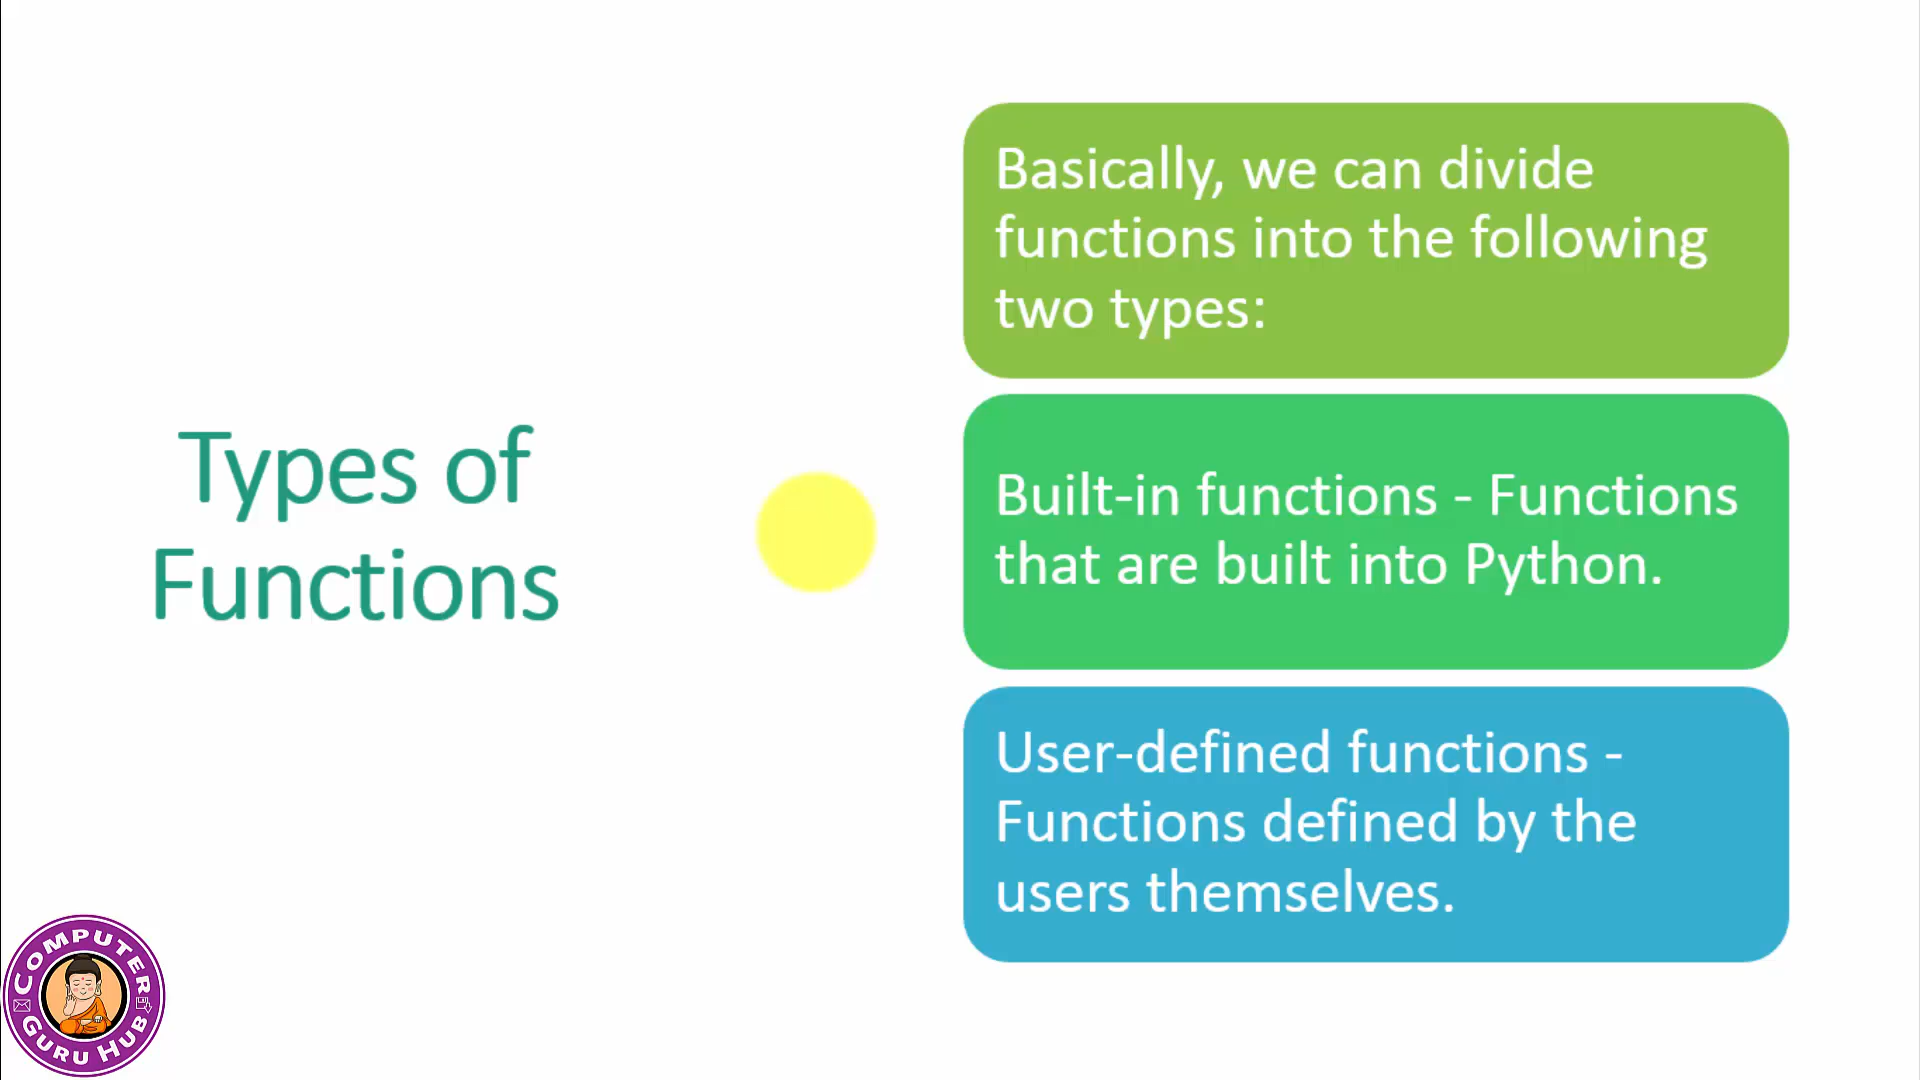 Types of
Functions
Basically, we can divide
functions into the following
two types:
Built-in functions - Functions
that are built into Python.
User-defined functions -
Functions defined by the
users themselves.
COMPUTER
GURU HUB